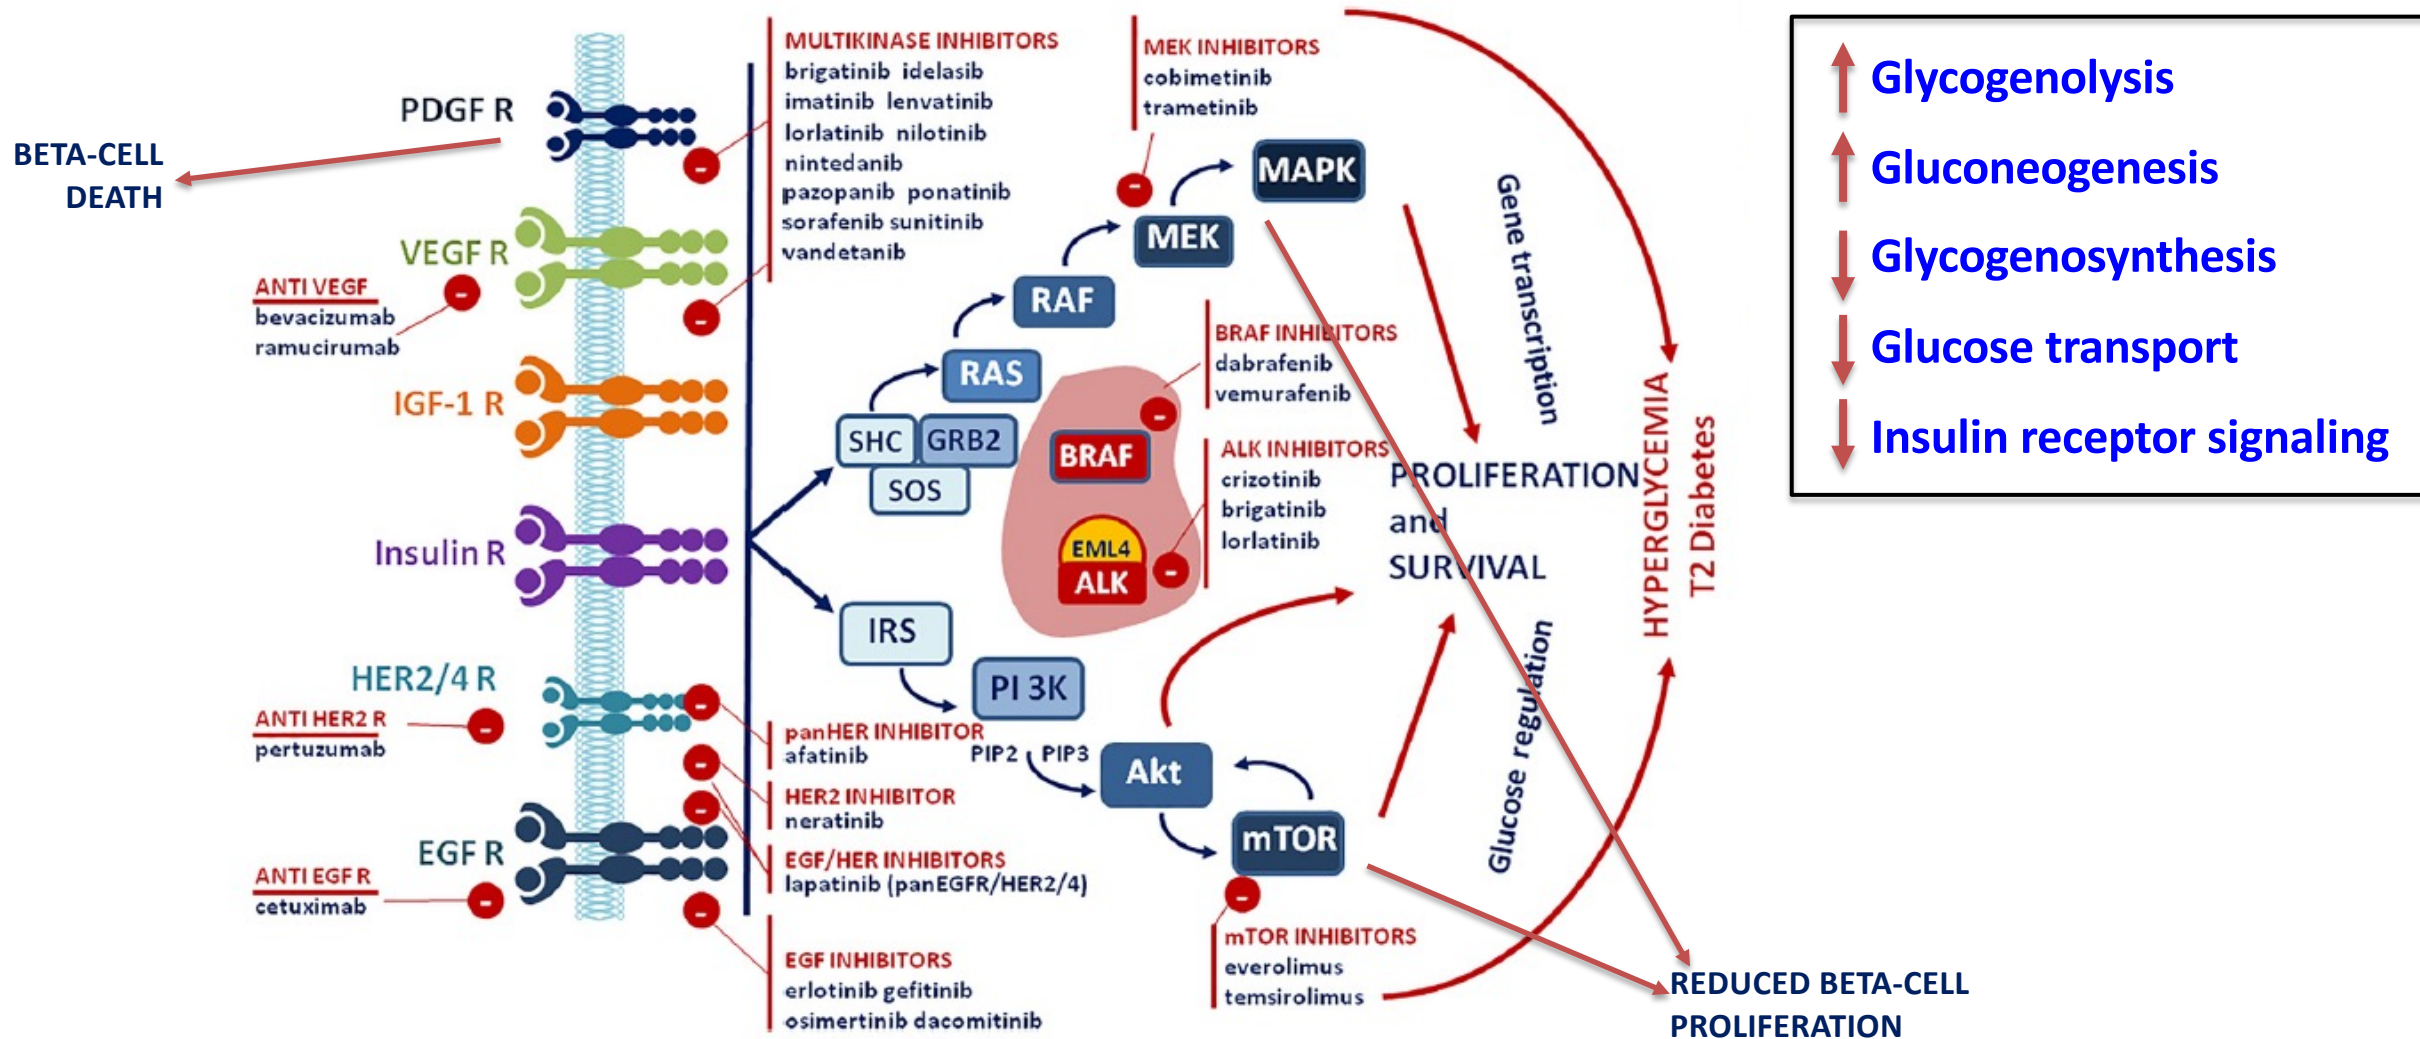 BETA-CELL
DEATH
PDGF R
VEGF R
ANTI VEGF
bevacizumab
ramucirumab
IGF-1 R
Insulin R
HER2/4 R
ANTI HER2 R
pertuzumab
EGF R
ANTI EGF R
cetuximab
MULTIKINASE INHIBITORS
brigatinib idelasib
imatinib lenvatinib
lorlatinib nilotinib
nintedanib
pazopanib ponatinib
sorafenib sunitinib
vandetanib
MEK INHIBITORS
cobimetinib
trametinib
-
-
-
-
-
-
-
-
-
-
-
-
-
MAPK
MEK
RAF
RAS
SHC
GRB2
SOS
BRAF INHIBITORS
dabrafenib
vemurafenib
BRAF
ALK INHIBITORS
crizotinib
brigatinib
lorlatinib
EML4
ALK
IRS
PI 3K
PIP2
PIP3
Akt
mTOR
panHER INHIBITOR
afatinib
HER2 INHIBITOR
neratinib
EGF/HER INHIBITORS
lapatinib (panEGFR/HER2/4)
EGF INHIBITORS
erlotinib gefitinib
osimertinib dacomitinib
mTOR INHIBITORS
everolimus
temsirolimus
Gene transcription
PROLIFERATION
and
SURVIVAL
Glucose regulation
HYPERGLYCEMIA
T2 Diabetes
REDUCED BETA-CELL
PROLIFERATION
Glycogenolysis
Gluconeogenesis
Glycogenosynthesis
Glucose transport
Insulin receptor signaling